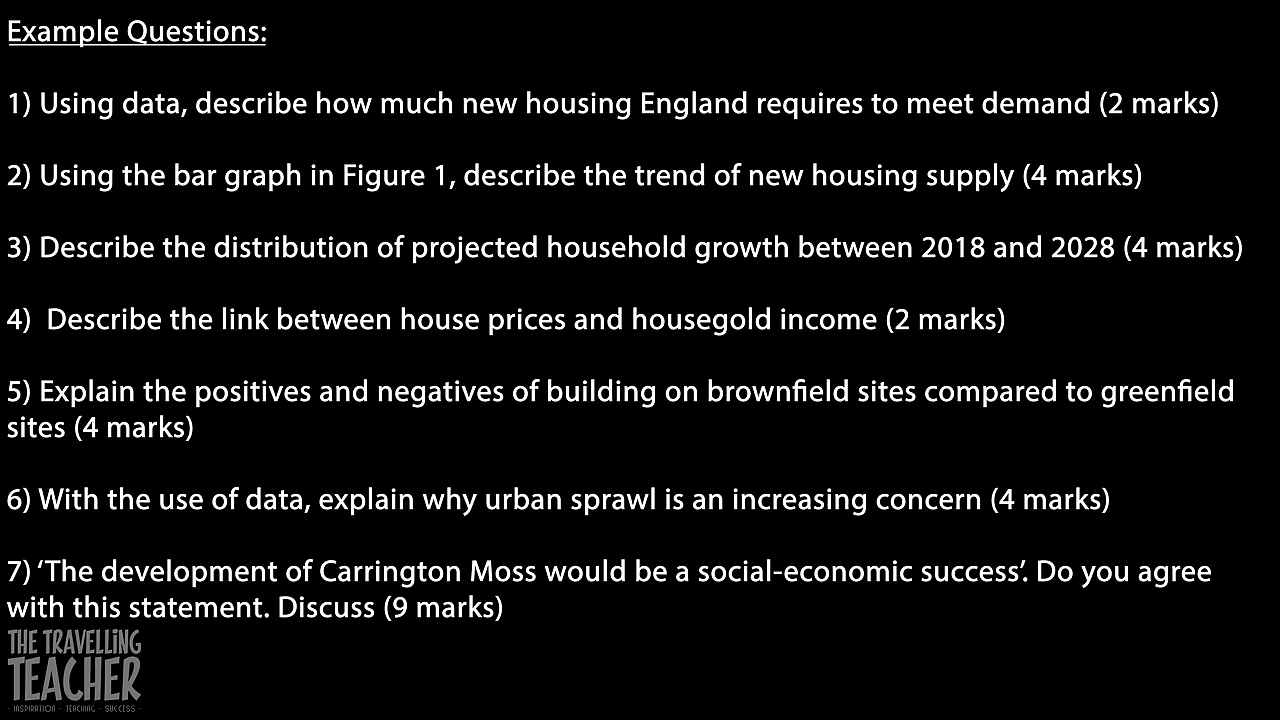 Example Questions:
1) Using data, describe how much new housing England requires to meet demand (2 marks)
2) Using the bar graph in Figure 1, describe the trend of new housing supply (4 marks)
3) Describe the distribution of projected household growth between 2018 and 2028 (4 marks)
4)  Describe the link between house prices and housegold income (2 marks)
5) Explain the positives and negatives of building on brownfield sites compared to greenfield
sites (4 marks)
6) With the use of data, explain why urban sprawl is an increasing concern (4 marks)
7) ‘The development of Carrington Moss would be a social-economic success’. Do you agree
with this statement. Discuss (9 marks)
THE TRAVELLING
TEACHER
- INSPIRATION - TEACHING - SUCCESS -